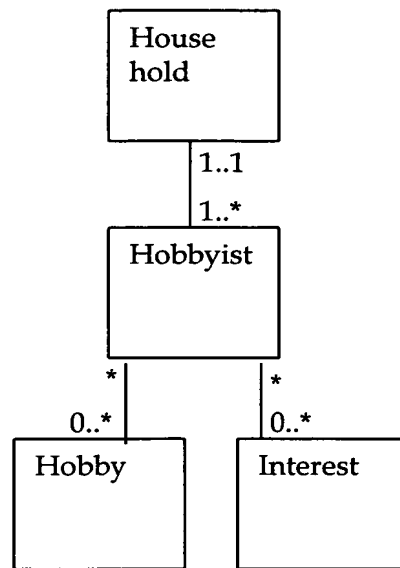 House
hold
1..1
1..*
Hobbyist
* *
0..* 0..*
Hobby Interest